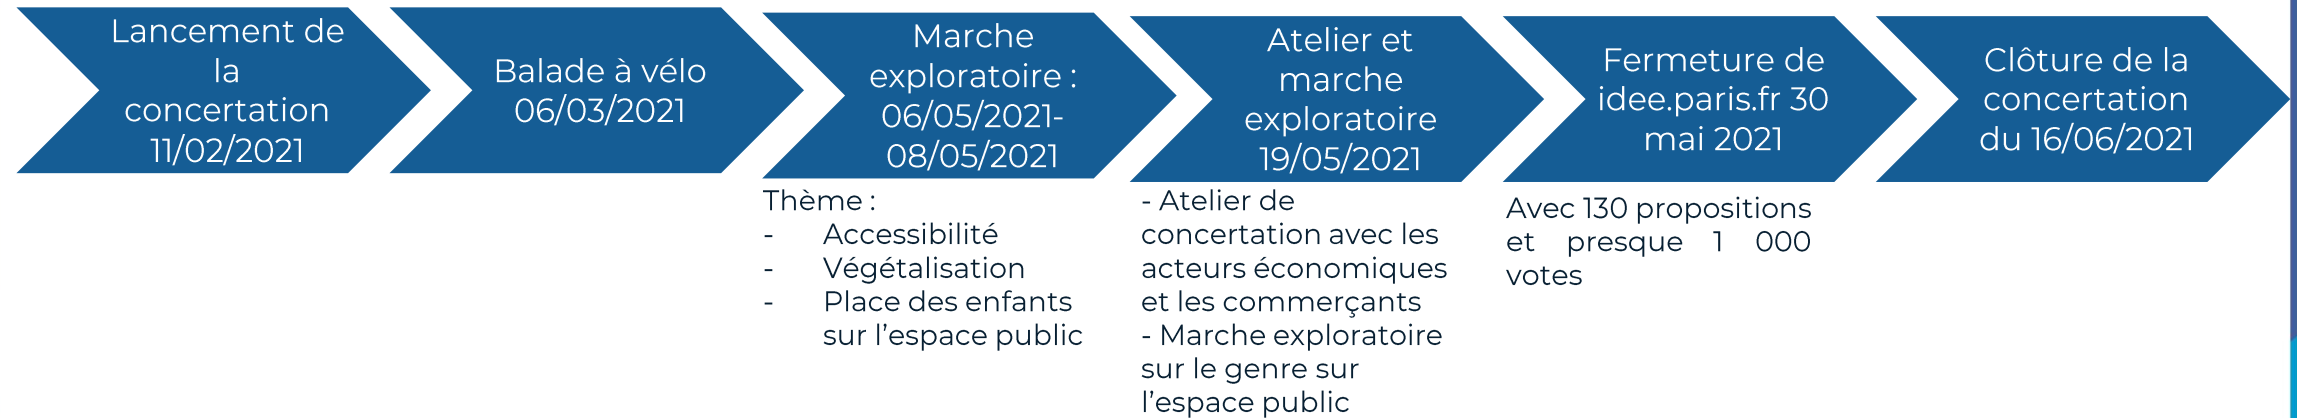 Lancement de
la
concertation
11/02/2021
Balade à vélo
06/03/2021
Marche
exploratoire :
06/05/2021-
08/05/2021
Atelier et
marche
exploratoire
19/05/2021
Fermeture de
idee.paris.fr 30
mai 2021
Clôture de la
concertation
du 16/06/2021
Thème :
- Accessibilité
- Végétalisation
- Place des enfants
sur l’espace public
- Atelier de
concertation avec les
acteurs économiques
et les commerçants
- Marche exploratoire
sur le genre sur
l’espace public
Avec 130 propositions
et presque 1 000
votes